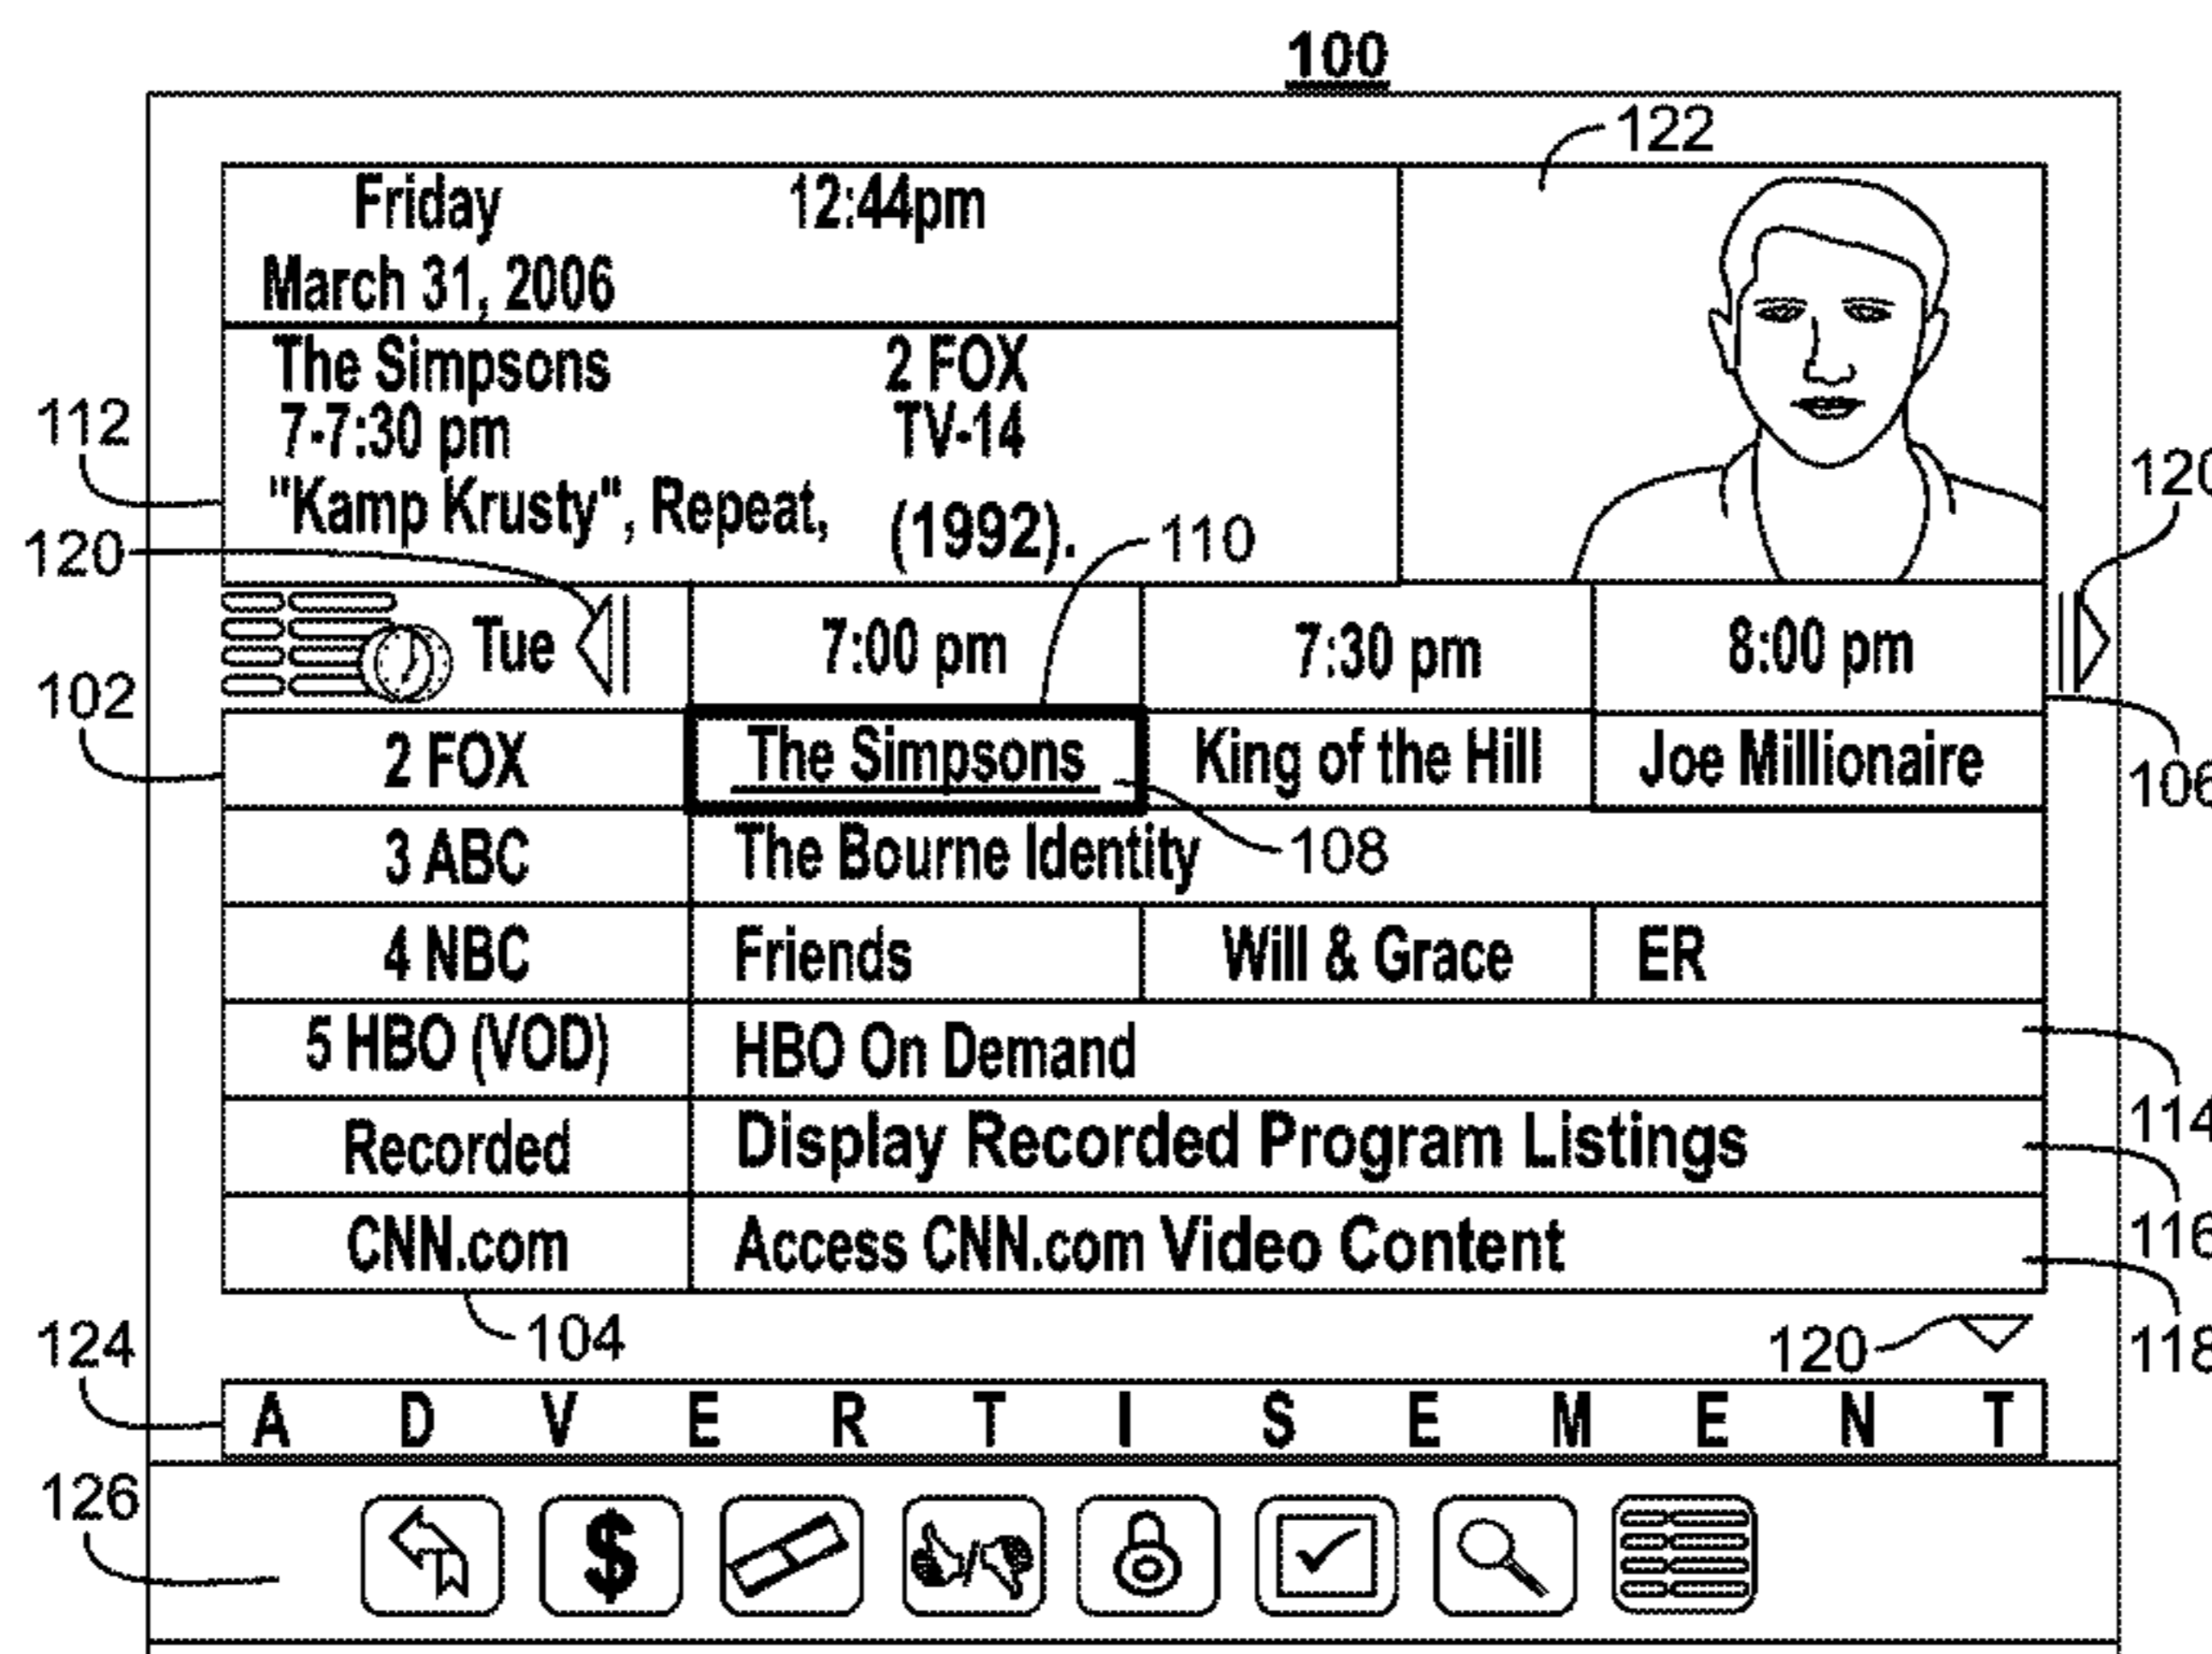 100
122
Friday 12:44pm
March 31, 2006
The Simpsons 2 FOX
7-7:30 pm TV-14
112
"Kamp Krusty", Repeat, (1992).
120
120
110
Tue 7:00 pm 7:30 pm 8:00 pm
102
2 FOX The Simpsons King of the Hill Joe Millionaire
106
3 ABC The Bourne Identity
108
4 NBC Friends Will & Grace ER
5 HBO (VOD) HBO On Demand
114
Recorded Display Recorded Program Listings
116
CNN.com Access CNN.com Video Content
104
120
118
124
A D V E R T I S E M E N T
126
$